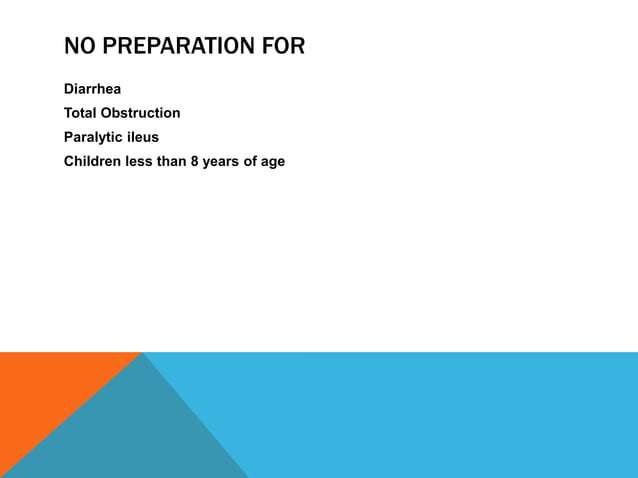 NO PREPARATION FOR
Diarrhea
Total Obstruction
Paralytic ileus
Children less than 8 years of age